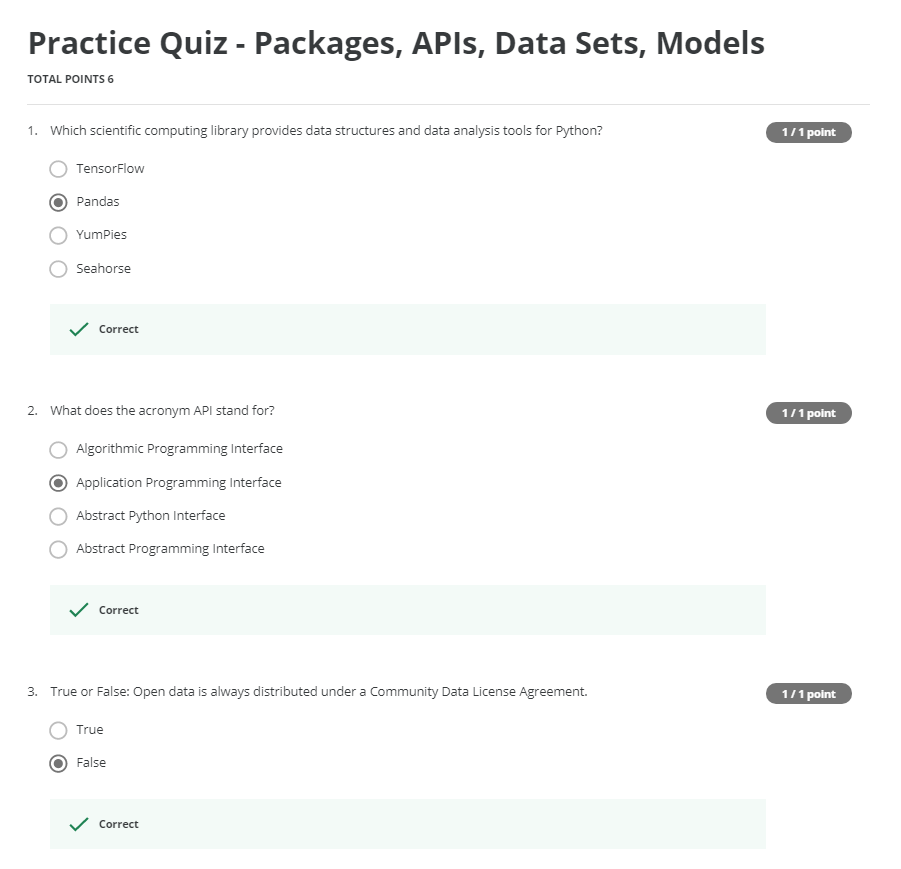 Practice Quiz - Packages, APIs, Data Sets, Models
TOTAL POINTS 6
1. Which scientific computing library provides data structures and data analysis tools for Python?
1 / 1 point
TensorFlow
Pandas
YumPies
Seahorse
Correct
2. What does the acronym API stand for?
1 / 1 point
Algorithmic Programming Interface
Application Programming Interface
Abstract Python Interface
Abstract Programming Interface
Correct
3. True or False: Open data is always distributed under a Community Data License Agreement.
1 / 1 point
True
False
Correct